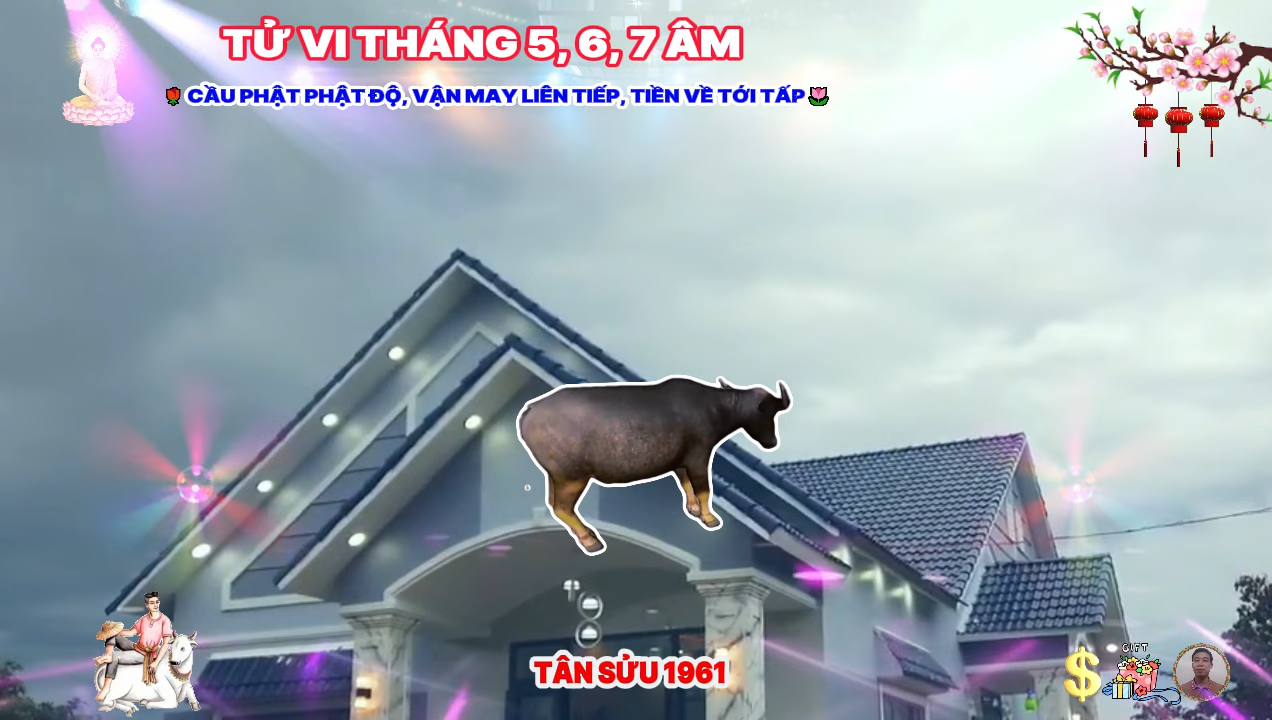 TỬ VI THÁNG 5, 6, 7 ÂM
CẦU PHẬT PHẬT ĐỘ, VẬN MAY LIÊN TIẾP, TIỀN VỀ TỚI TẤP
TÂN SỬU 1961
GIFT